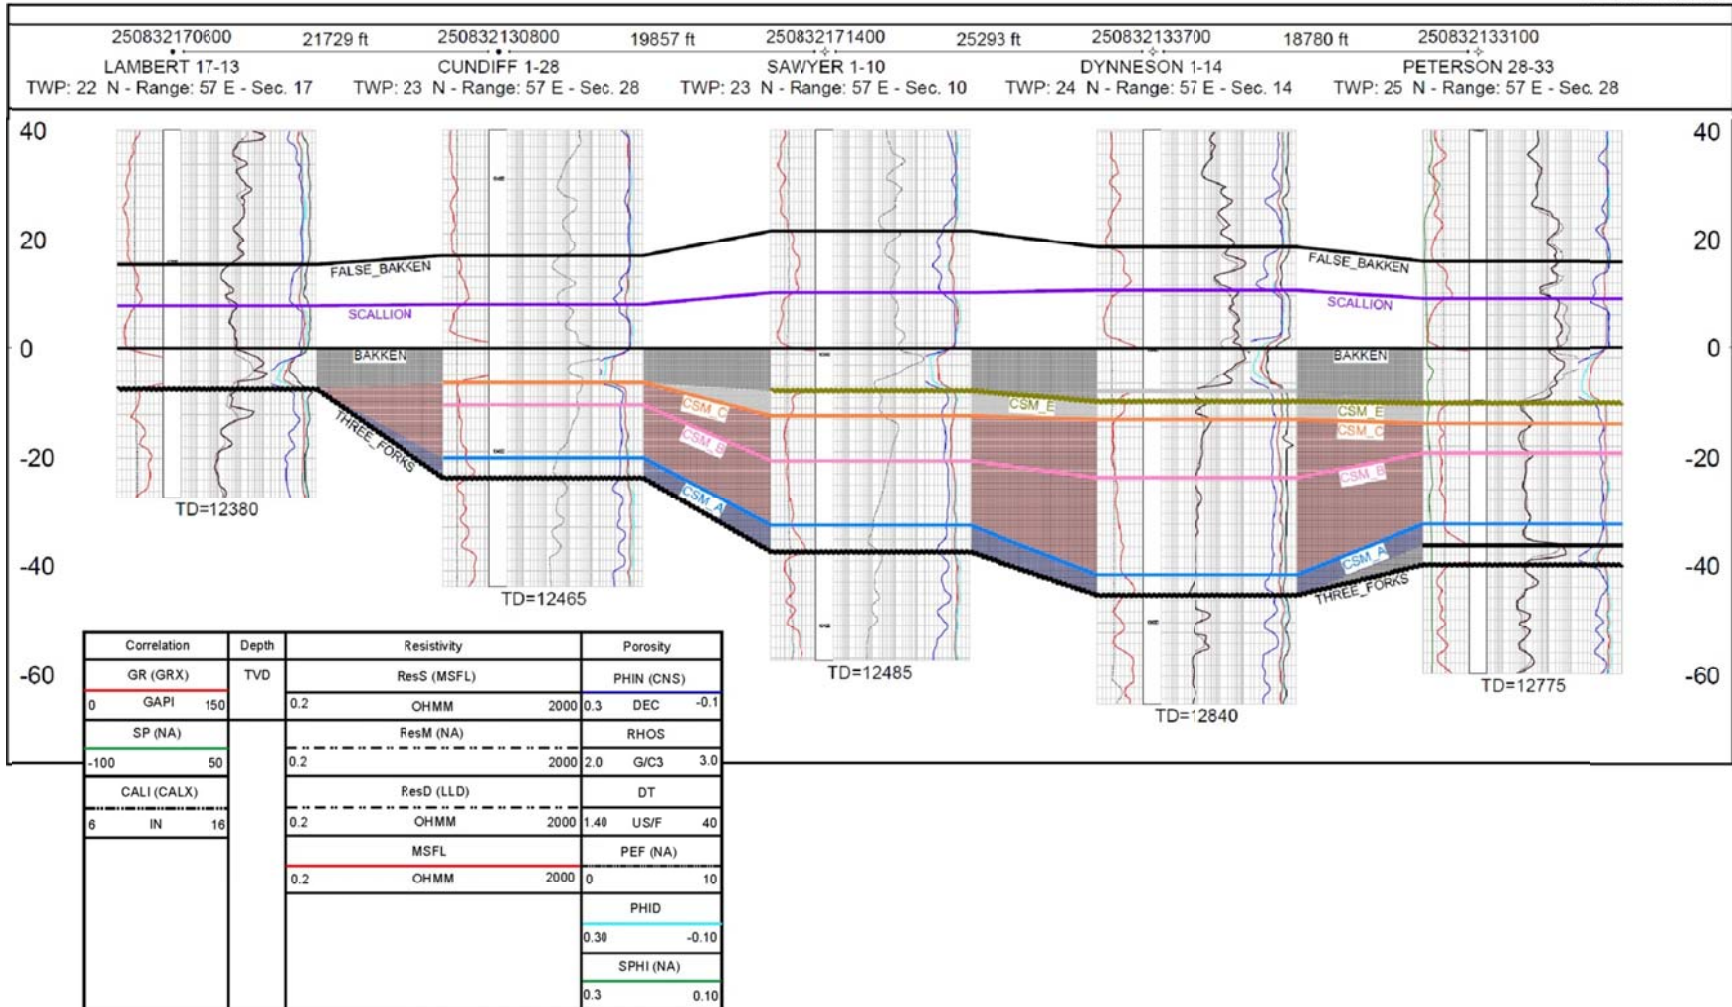 250832170600 21729 ft 250832130800 19857 ft 250832171400 25293 ft 250832133700 18780 ft 250832133100
LAMBERT 17-13 CUNDIFF 1-28 SAWYER 1-10 DYNNESON 1-14 PETERSON 28-33
TWP: 22 N - Range: 57 E - Sec. 17 TWP: 23 N - Range: 57 E - Sec. 28 TWP: 23 N - Range: 57 E - Sec. 10 TWP: 24 N - Range: 57 E - Sec. 14 TWP: 25 N - Range: 57 E - Sec. 28
40 40
20 20
FALSE_BAKKEN FALSE_BAKKEN
SCALLION SCALLION
0 0
BAKKEN BAKKEN
CSM_C CSM_E CSM_E
CSM_B CSM_C
-20 -20
THREE_FORKS CSM_B
CSM_A
TD=12380
-40 CSM_A -40
THREE_FORKS
TD=12465
-60 -60
TD=12485
TD=12775
TD=12840
Correlation Depth Resistivity Porosity
GR (GRX) TVD ResS (MSFL) PHIN (CNS)
0 GAPI 150 0.2 OHMM 2000 0.3 DEC -0.1
SP (NA) ResM (NA) RHOS
-100 50 0.2 2000 2.0 G/C3 3.0
CALI (CALX) ResD (LLD) DT
6 IN 16 0.2 OHMM 2000 1.40 US/F 40
MSFL PEF (NA)
0.2 OHMM 2000 0 10
PHID
0.30 -0.10
SPHI (NA)
0.3 0.10